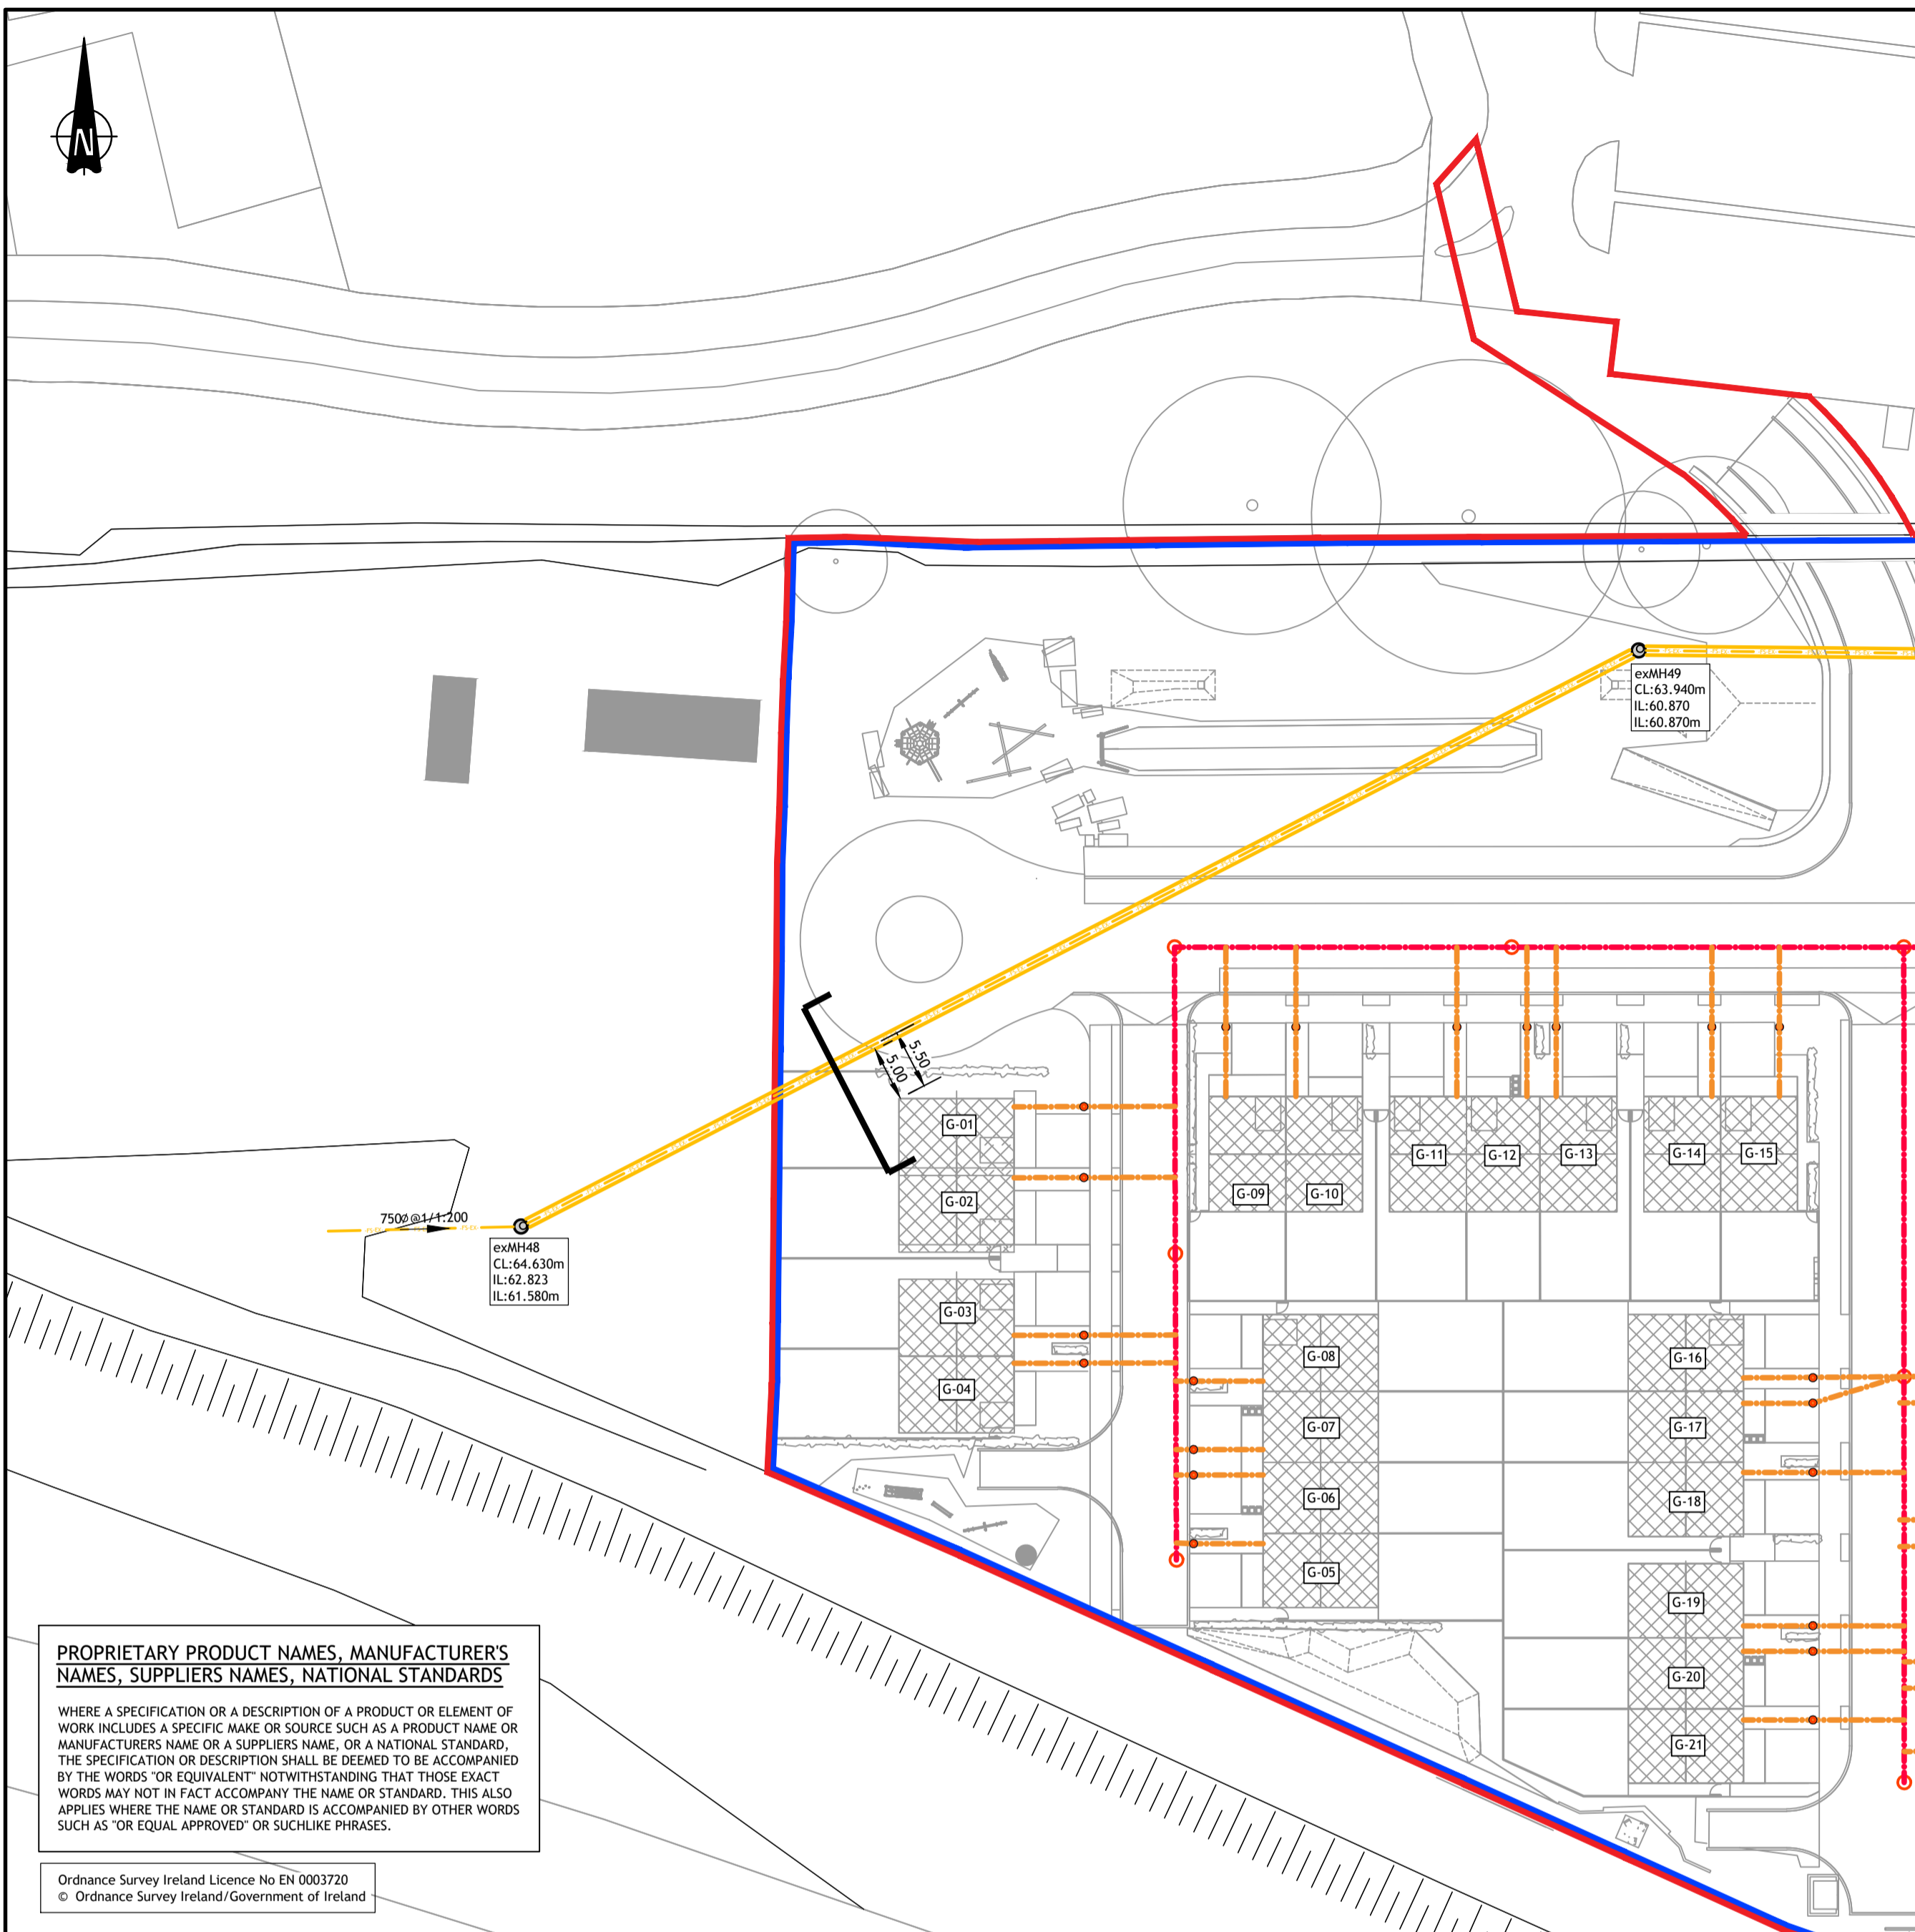 N
exMH49
CL:63.940m
IL:60.870
IL:60.870m
5.50
5.00
G-01
G-02
G-03
G-04
G-09
G-10
G-11
G-12
G-13
G-14
G-15
G-08
G-07
G-06
G-05
G-16
G-17
G-18
G-19
G-20
G-21
750Ø@1/1:200
exMH48
CL:64.630m
IL:62.823
IL:61.580m
PROPRIETARY PRODUCT NAMES, MANUFACTURER'S
NAMES, SUPPLIERS NAMES, NATIONAL STANDARDS
WHERE A SPECIFICATION OR A DESCRIPTION OF A PRODUCT OR ELEMENT OF
WORK INCLUDES A SPECIFIC MAKE OR SOURCE SUCH AS A PRODUCT NAME OR
MANUFACTURERS NAME OR A SUPPLIERS NAME, OR A NATIONAL STANDARD,
THE SPECIFICATION OR DESCRIPTION SHALL BE DEEMED TO BE ACCOMPANIED
BY THE WORDS "OR EQUIVALENT" NOTWITHSTANDING THAT THOSE EXACT
WORDS MAY NOT IN FACT ACCOMPANY THE NAME OR STANDARD. THIS ALSO
APPLIES WHERE THE NAME OR STANDARD IS ACCOMPANIED BY OTHER WORDS
SUCH AS "OR EQUAL APPROVED" OR SUCHLIKE PHRASES.
Ordnance Survey Ireland Licence No EN 0003720
© Ordnance Survey Ireland/Government of Ireland